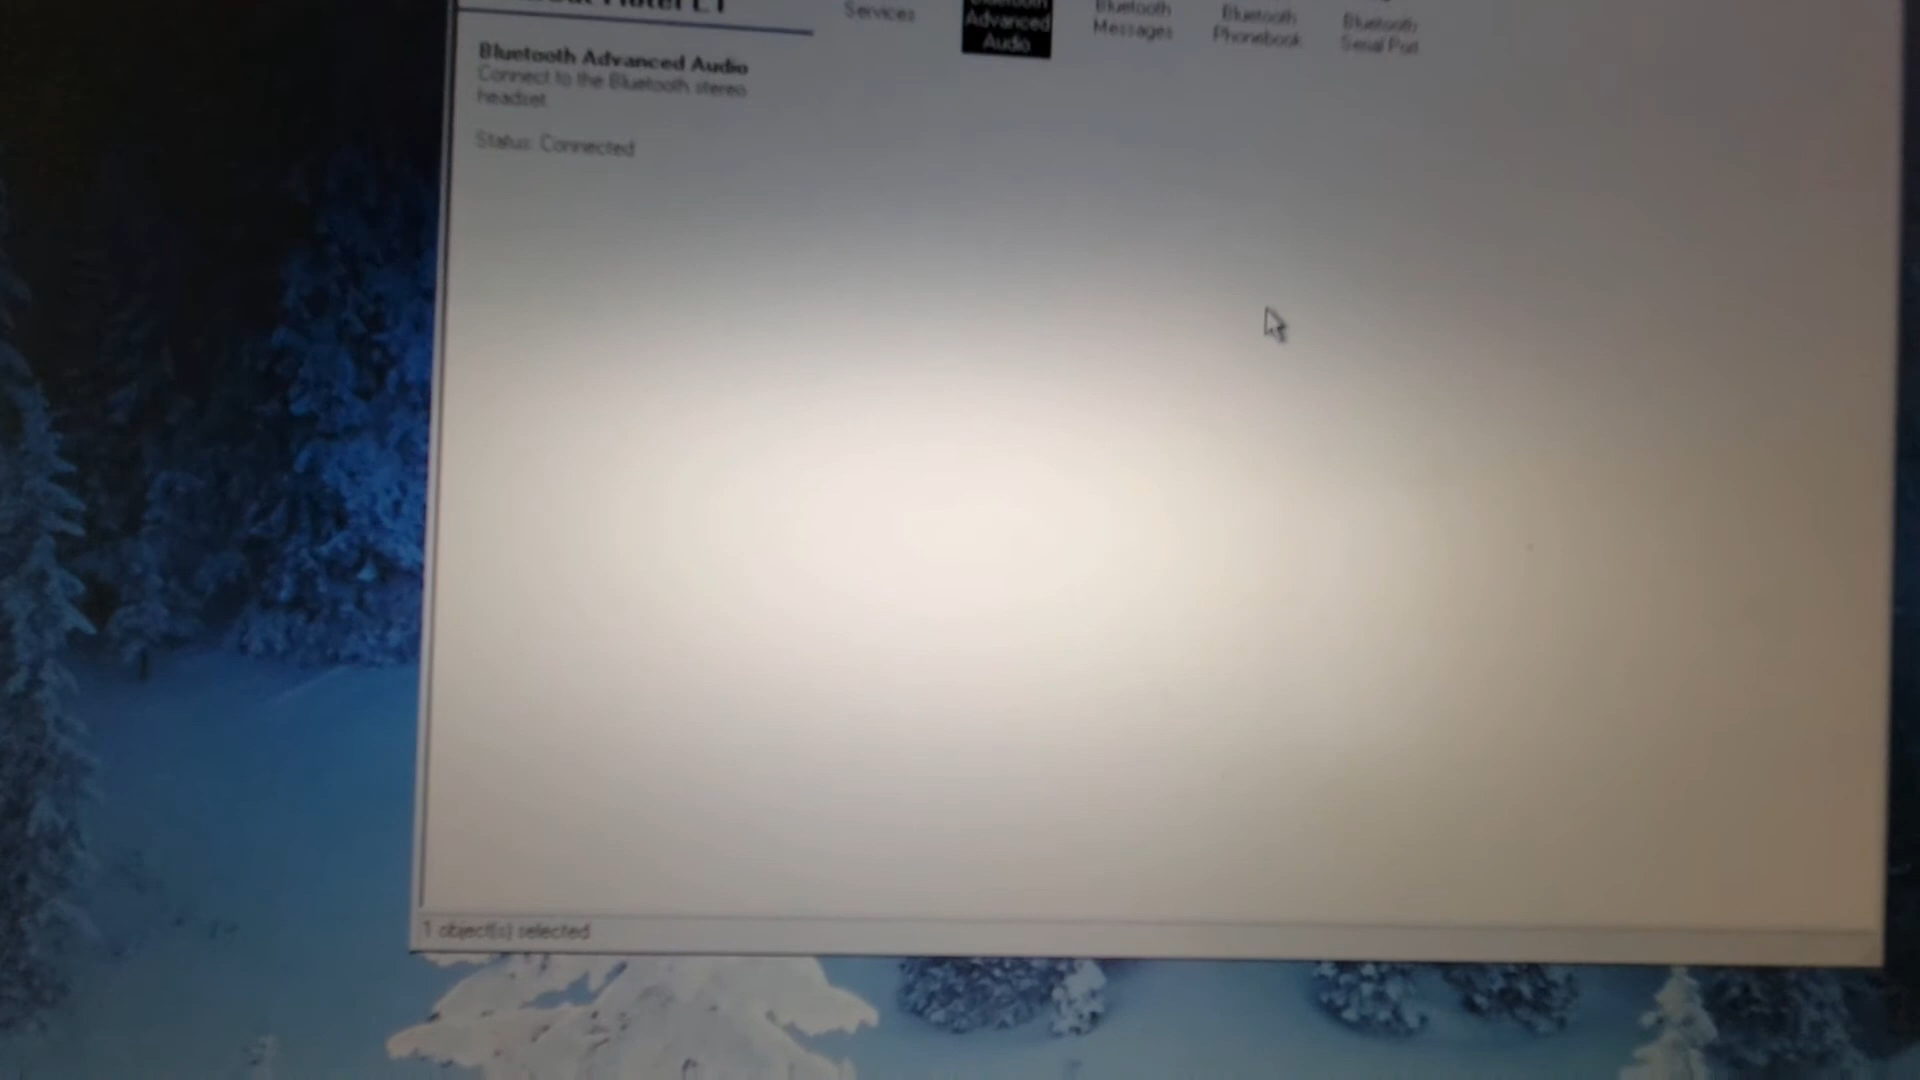 Services
Bluetooth
Advanced
Audio
Bluetooth
Messages
Bluetooth
Phonebook
Bluetooth
Serial Port
Bluetooth Advanced Audio
Connect to the Bluetooth stereo
headset
Status: Connected
1 object(s) selected